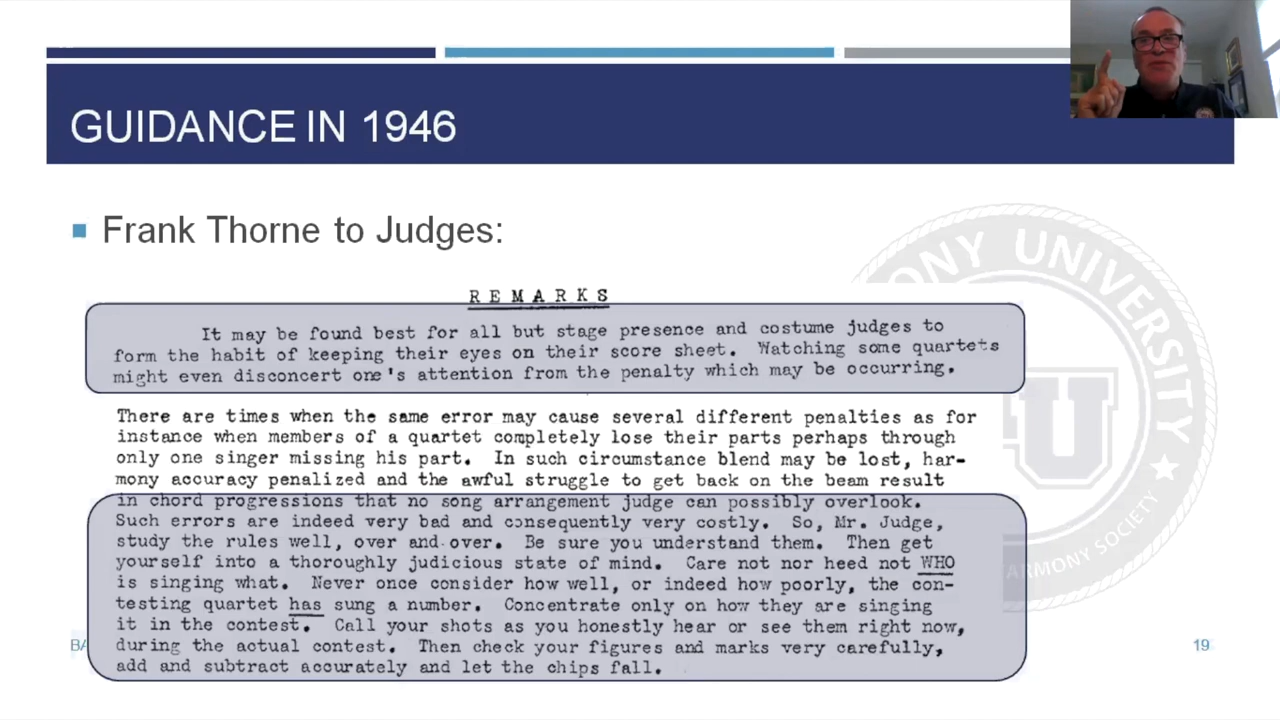 GUIDANCE IN 1946
Frank Thorne to Judges:
REMARKS
It may be found best for all but stage presence and costume judges to
form the habit of keeping their eyes on their score sheet. Watching some quartets
might even disconcert one's attention from the penalty which may be occurring.
There are times when the same error may cause several different penalties as for
instance when members of a quartet completely lose their parts perhaps through
only one singer missing his part. In such circumstance blend may be lost, har-
mony accuracy penalized and the awful struggle to get back on the beam result
in chord progressions that no song arrangement judge can possibly overlook.
Such errors are indeed very bad and consequently very costly. So, Mr. Judge,
study the rules well, over and over. Be sure you understand them. Then get
yourself into a thoroughly judicious state of mind. Care not nor heed not WHO
is singing what. Never once consider how well, or indeed how poorly, the con-
testing quartet has sung a number. Concentrate only on how they are singing
it in the contest. Call your shots as you honestly hear or see them right now,
during the actual contest. Then check your figures and marks very carefully,
add and subtract accurately and let the chips fall.
ONY UNIVERSITY
U
ARMONY SOCIETY
BA
19